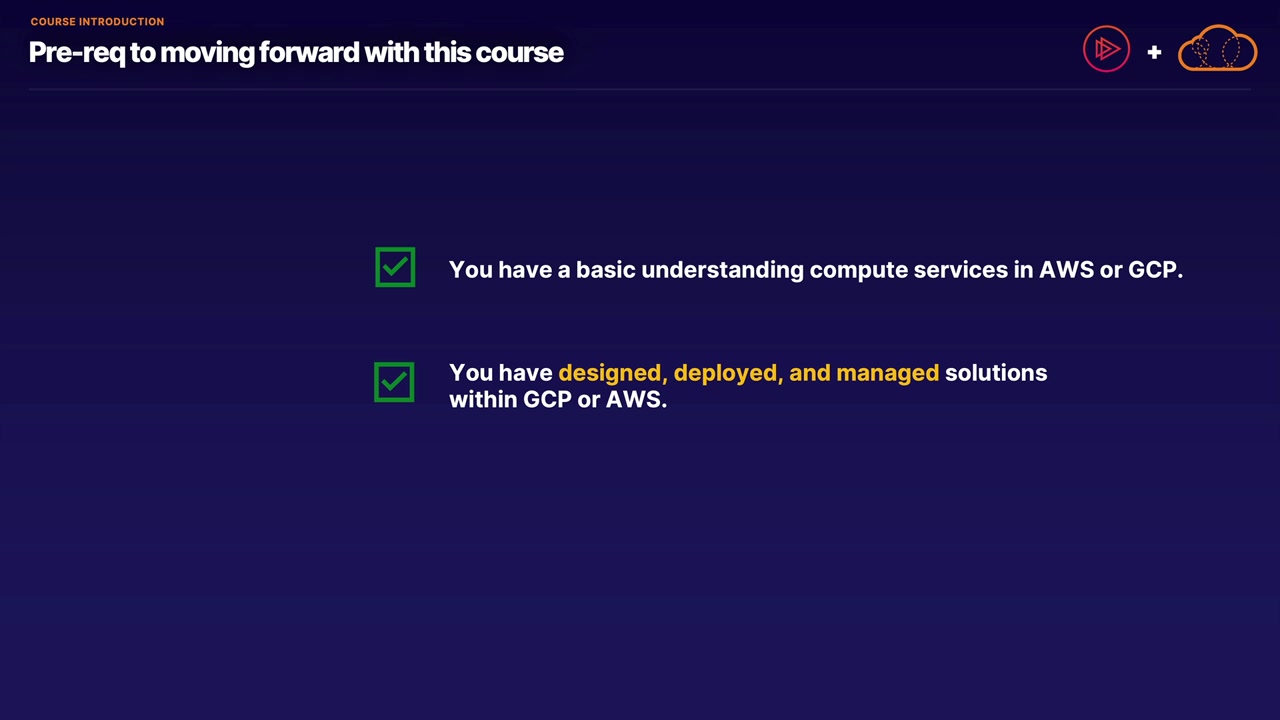 COURSE INTRODUCTION
Pre-req to moving forward with this course
+
You have a basic understanding compute services in AWS or GCP.
You have designed, deployed, and managed solutions
within GCP or AWS.